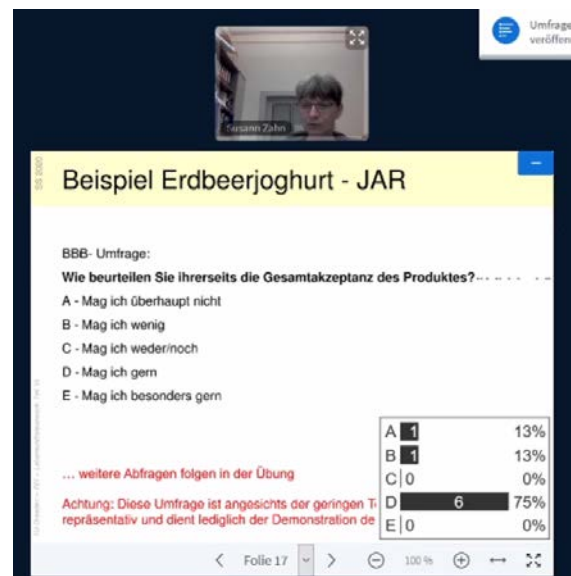 Umfrage
veröffen
Susann Zahn
SS 2020
Beispiel Erdbeerjoghurt - JAR
BBB- Umfrage:
Wie beurteilen Sie ihrerseits die Gesamtakzeptanz des Produktes?
A - Mag ich überhaupt nicht
B - Mag ich wenig
C - Mag ich weder/noch
D - Mag ich gern
E - Mag ich besonders gern
… weitere Abfragen folgen in der Übung
Achtung: Diese Umfrage ist angesichts der geringen T
repräsentativ und dient lediglich der Demonstration de
A 1 13%
B 1 13%
C 0 0%
D 6 75%
E 0 0%
Folie 17 100 %